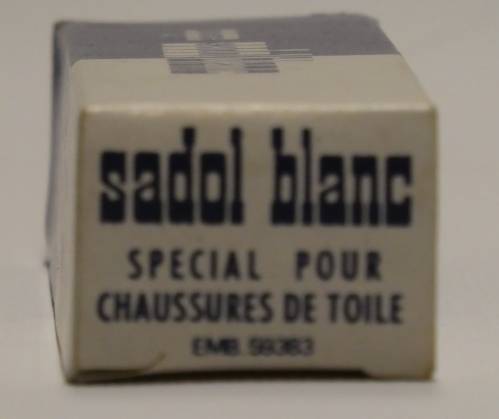 sadol blanc
SPECIAL POUR
CHAUSSURES DE TOILE
EMB. 59383